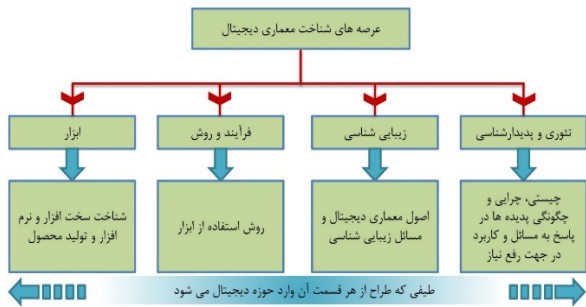 عرصه های شناخت معماری دیجیتال
تئوری و پدیدارشناسی
زیبایی شناسی
فرآیند و روش
ابزار
چیستی، چرایی و
چگونگی پدیده ها در
پاسخ به مسائل و کاربرد
در جهت رفع نیاز
اصول معماری دیجیتال و
مسائل زیبایی شناسی
روش استفاده از ابزار
شناخت سخت افزار و نرم
افزار و تولید محصول
طیفی که طراح از هر قسمت آن وارد حوزه دیجیتال می شود